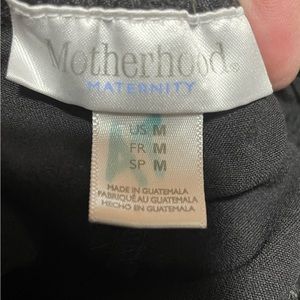 Motherhood®
MATERNITY
US M
FR M
SP M
MADE IN GUATEMALA
FABRIQUÉ AU GUATEMALA
HECHO EN GUATEMALA